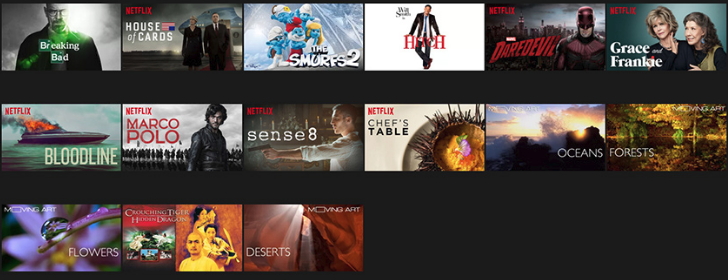 Breaking
Bad
NETFLIX
HOUSE
of CARDS
THE
SMURFS 2
Will
Smith
HITCH
NETFLIX
MARVEL
DAREDEVIL
NETFLIX
Grace and
Frankie
NETFLIX
BLOODLINE
NETFLIX
MARCO
POLO
NETFLIX
sense8
NETFLIX
CHEF'S
TABLE
MOVING ART
OCEANS
MOVING ART
FORESTS
MOVING ART
FLOWERS
CROUCHING TIGER
HIDDEN DRAGON
MOVING ART
DESERTS